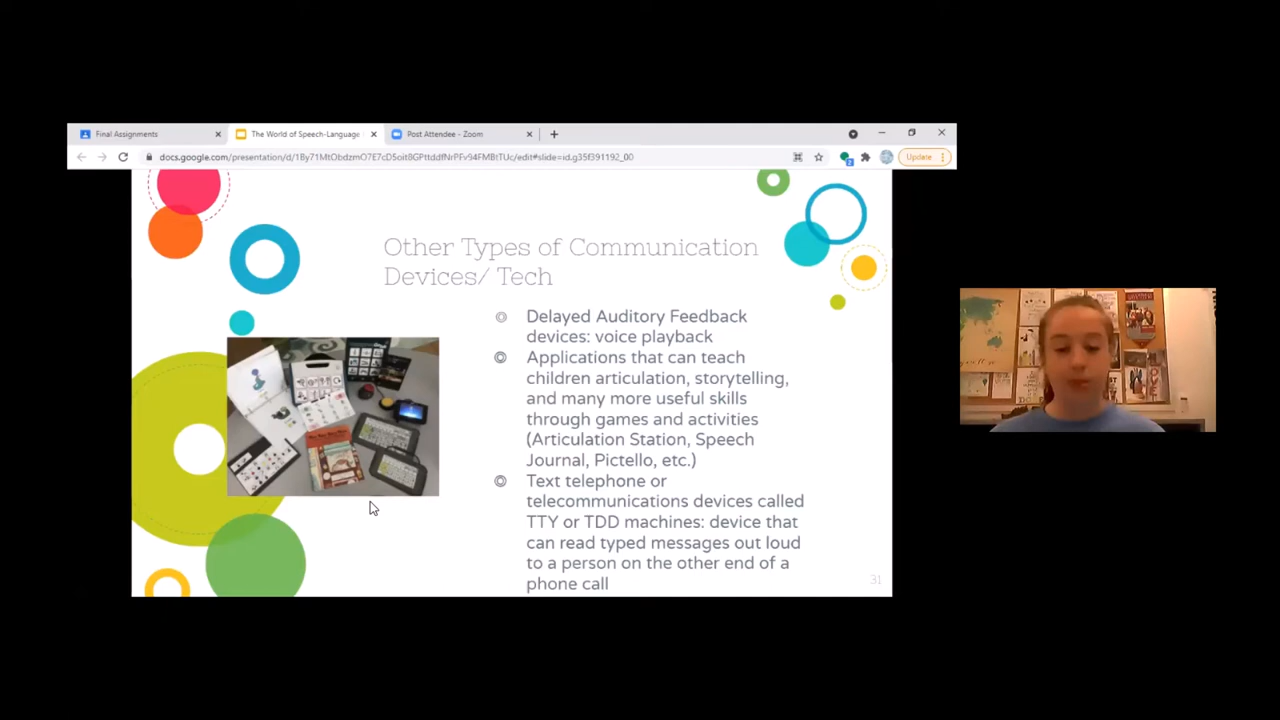 Final Assignments
The World of Speech-Language
Post Attendee - Zoom
docs.google.com/presentation/d/1By71MtObdzmO7E7cD5oit8GPttddfNrPFv94FMBtTUc/edit#slide=id.g35f391192_00
Update
Other Types of Communication
Devices/ Tech
Delayed Auditory Feedback
devices: voice playback
Applications that can teach
children articulation, storytelling,
and many more useful skills
through games and activities
(Articulation Station, Speech
Journal, Pictello, etc.)
Text telephone or
telecommunications devices called
TTY or TDD machines: device that
can read typed messages out loud
to a person on the other end of a
phone call
31